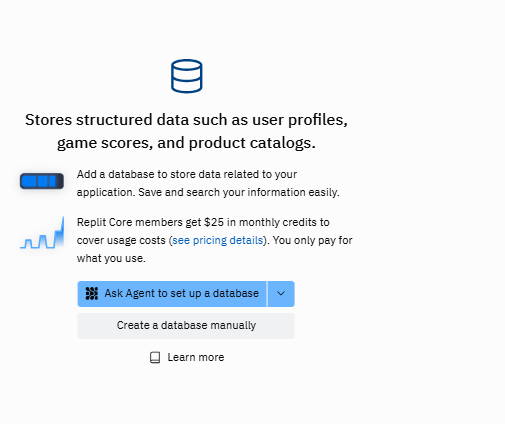 Stores structured data such as user profiles,
game scores, and product catalogs.
Add a database to store data related to your
application. Save and search your information easily.
Replit Core members get $25 in monthly credits to
cover usage costs (see pricing details). You only pay for
what you use.
Ask Agent to set up a database
Create a database manually
Learn more